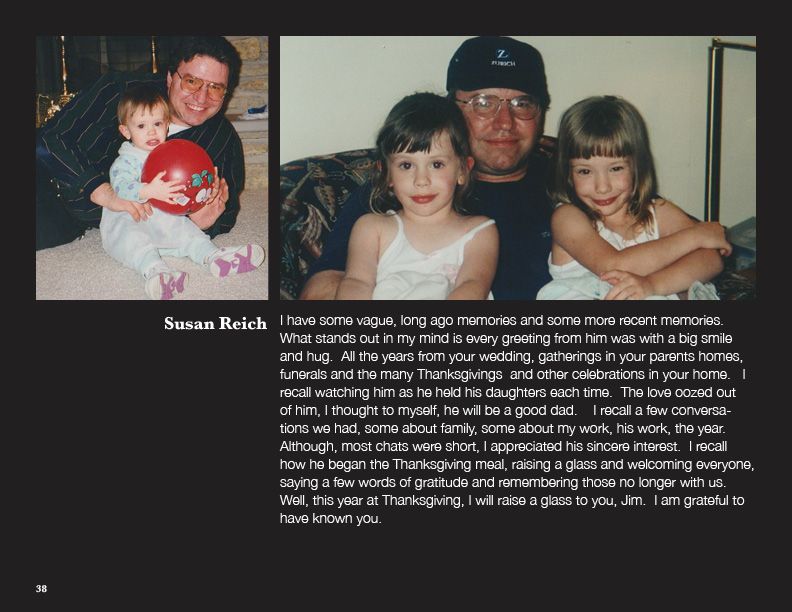 Z
ZURICH
Susan Reich
I have some vague, long ago memories and some more recent memories.
What stands out in my mind is every greeting from him was with a big smile
and hug.  All the years from your wedding, gatherings in your parents homes,
funerals and the many Thanksgivings  and other celebrations in your home.   I
recall watching him as he held his daughters each time.  The love oozed out
of him, I thought to myself, he will be a good dad.    I recall a few conversa-
tions we had, some about family, some about my work, his work, the year.
Although, most chats were short, I appreciated his sincere interest.  I recall
how he began the Thanksgiving meal, raising a glass and welcoming everyone,
saying a few words of gratitude and remembering those no longer with us.
Well, this year at Thanksgiving, I will raise a glass to you, Jim.  I am grateful to
have known you.
38